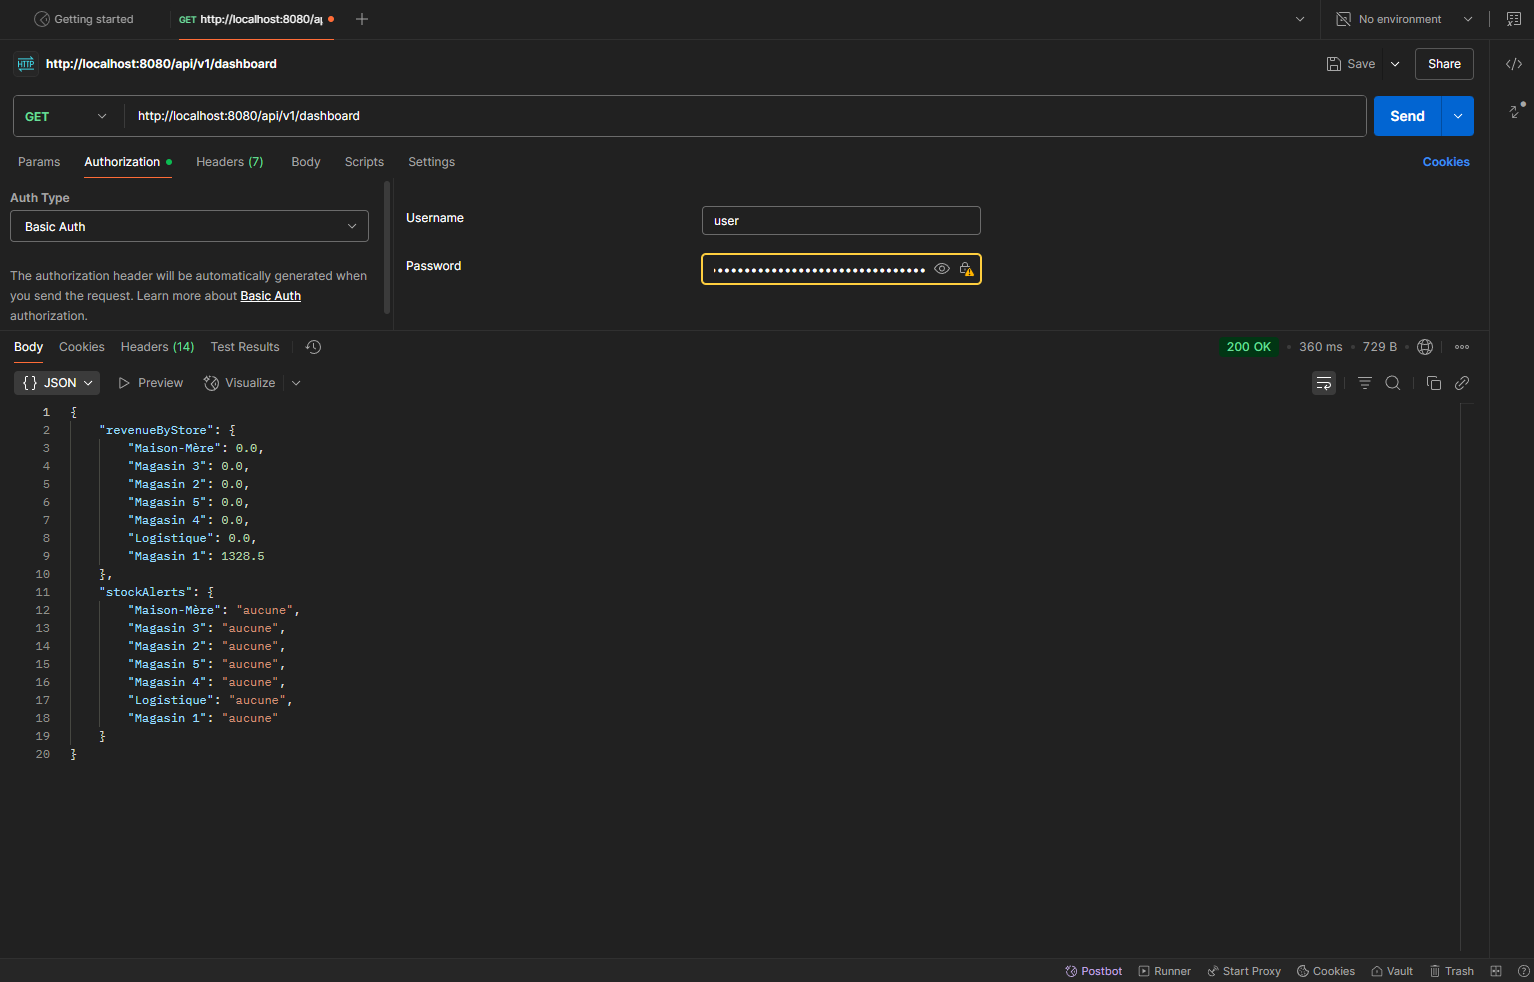 Getting started
GET http://localhost:8080/ap
No environment
HTTP http://localhost:8080/api/v1/dashboard
Save
Share
GET
http://localhost:8080/api/v1/dashboard
Send
Params Authorization Headers (7) Body Scripts Settings
Cookies
Auth Type
Basic Auth
The authorization header will be automatically generated when
you send the request. Learn more about Basic Auth
authorization.
Username
user
Password
Body Cookies Headers (14) Test Results
200 OK • 360 ms • 729 B
{} JSON Preview Visualize
1 {
2 "revenueByStore": {
3 "Maison-Mère": 0.0,
4 "Magasin 3": 0.0,
5 "Magasin 2": 0.0,
6 "Magasin 5": 0.0,
7 "Magasin 4": 0.0,
8 "Logistique": 0.0,
9 "Magasin 1": 1328.5
10 },
11 "stockAlerts": {
12 "Maison-Mère": "aucune",
13 "Magasin 3": "aucune",
14 "Magasin 2": "aucune",
15 "Magasin 5": "aucune",
16 "Magasin 4": "aucune",
17 "Logistique": "aucune",
18 "Magasin 1": "aucune"
19 }
20 }
Postbot Runner Start Proxy Cookies Vault Trash